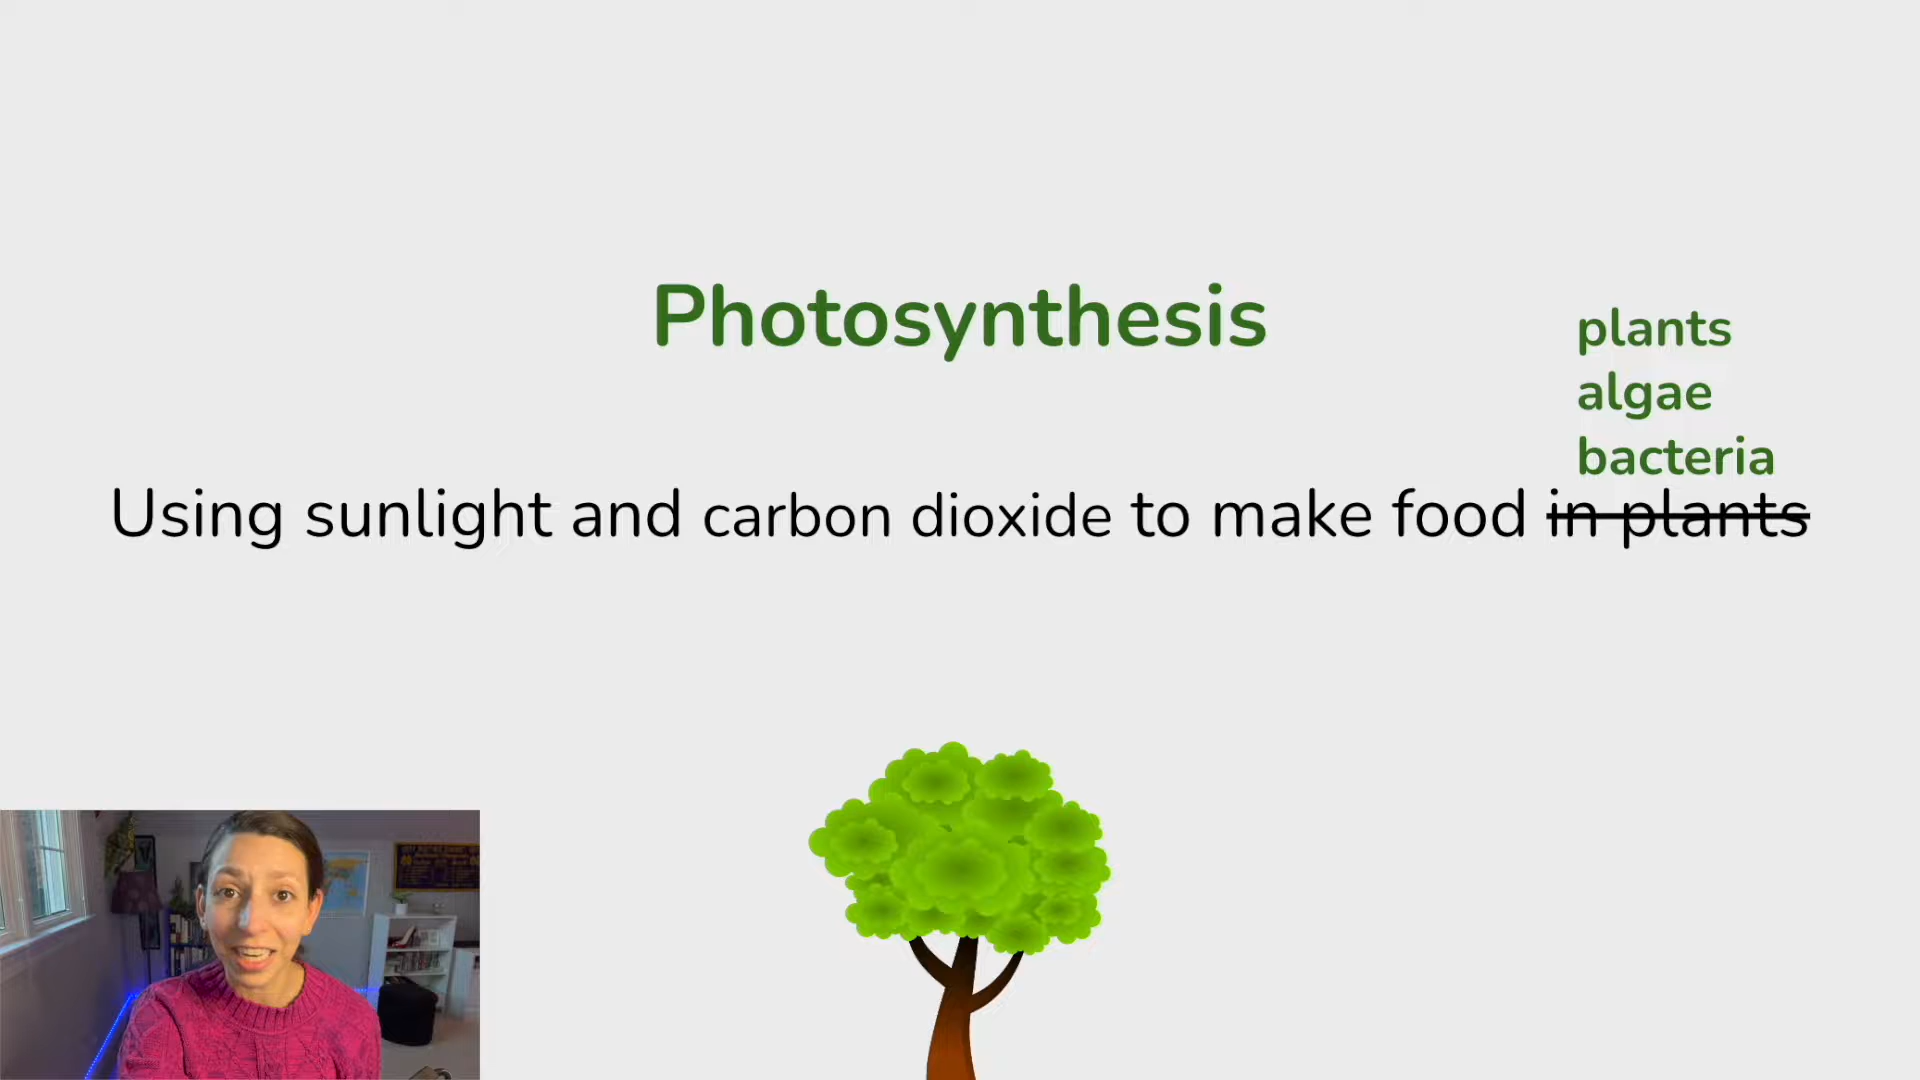 Photosynthesis
plants
algae
bacteria
Using sunlight and carbon dioxide to make food in plants